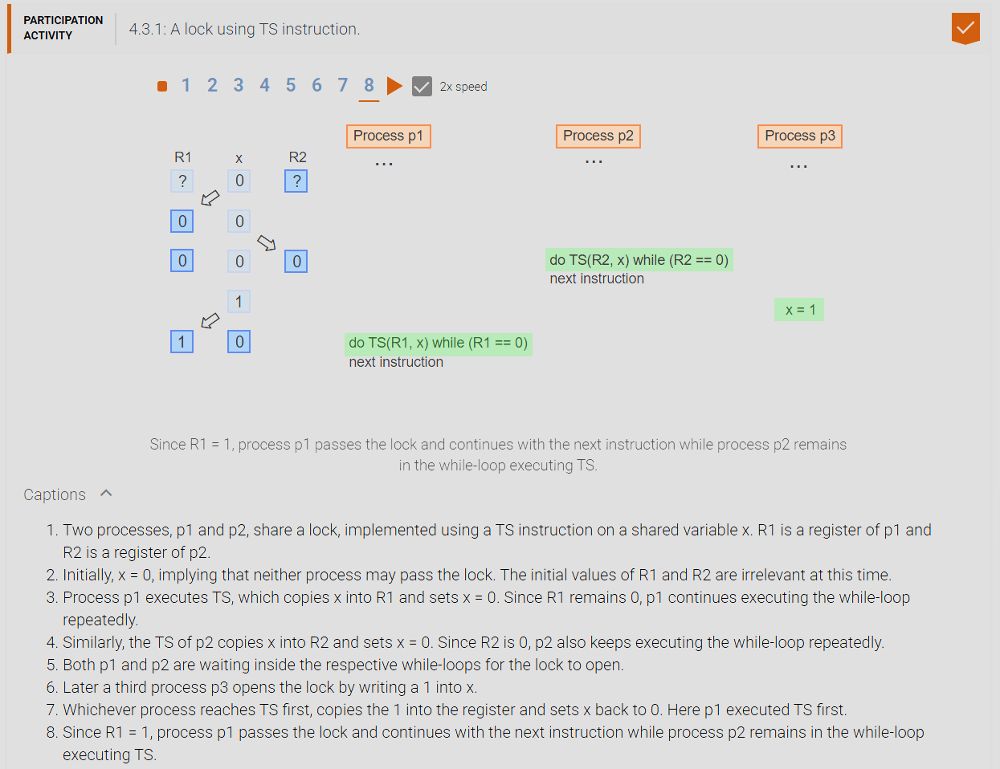 PARTICIPATION
ACTIVITY
4.3.1: A lock using TS instruction.
1 2 3 4 5 6 7 8 2x speed
Process p1 Process p2 Process p3
... ... ...
R1 x R2
? 0 ?
0 0
0 0 0
do TS(R2, x) while (R2 == 0)
next instruction
1
x = 1
1 0
do TS(R1, x) while (R1 == 0)
next instruction
Since R1 = 1, process p1 passes the lock and continues with the next instruction while process p2 remains
in the while-loop executing TS.
Captions
1. Two processes, p1 and p2, share a lock, implemented using a TS instruction on a shared variable x. R1 is a register of p1 and
R2 is a register of p2.
2. Initially, x = 0, implying that neither process may pass the lock. The initial values of R1 and R2 are irrelevant at this time.
3. Process p1 executes TS, which copies x into R1 and sets x = 0. Since R1 remains 0, p1 continues executing the while-loop
repeatedly.
4. Similarly, the TS of p2 copies x into R2 and sets x = 0. Since R2 is 0, p2 also keeps executing the while-loop repeatedly.
5. Both p1 and p2 are waiting inside the respective while-loops for the lock to open.
6. Later a third process p3 opens the lock by writing a 1 into x.
7. Whichever process reaches TS first, copies the 1 into the register and sets x back to 0. Here p1 executed TS first.
8. Since R1 = 1, process p1 passes the lock and continues with the next instruction while process p2 remains in the while-loop
executing TS.